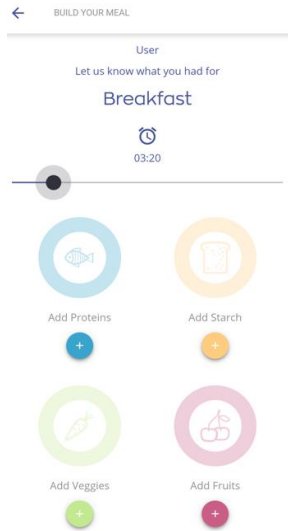 BUILD YOUR MEAL
User
Let us know what you had for
Breakfast
03:20
Add Proteins
Add Starch
+
+
Add Veggies
Add Fruits
+
+